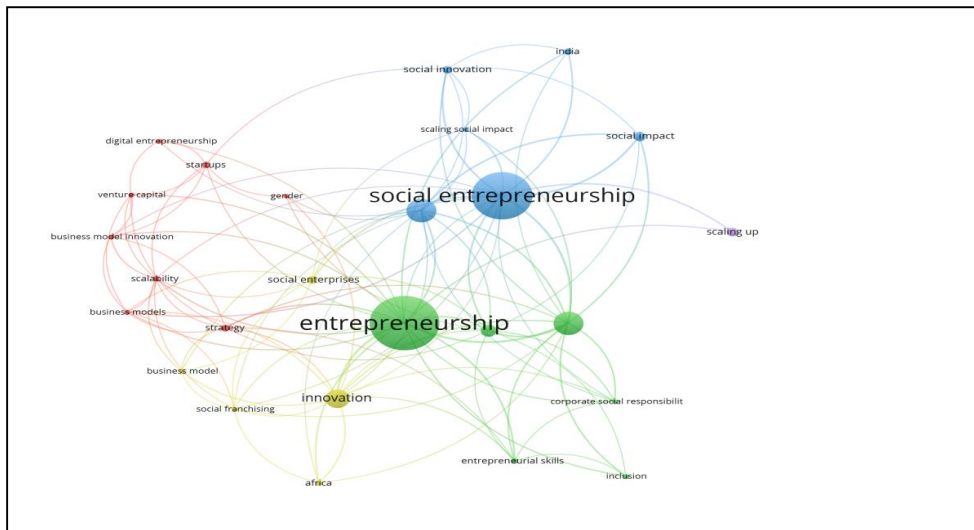 india
social innovation
scaling social impact
social impact
digital entrepreneurship
startups
venture capital
gender
social entrepreneurship
business model innovation
scaling up
scalability
social enterprises
business models
strategy
entrepreneurship
business model
innovation
social franchising
corporate social responsibilit
entrepreneurial skills
inclusion
africa